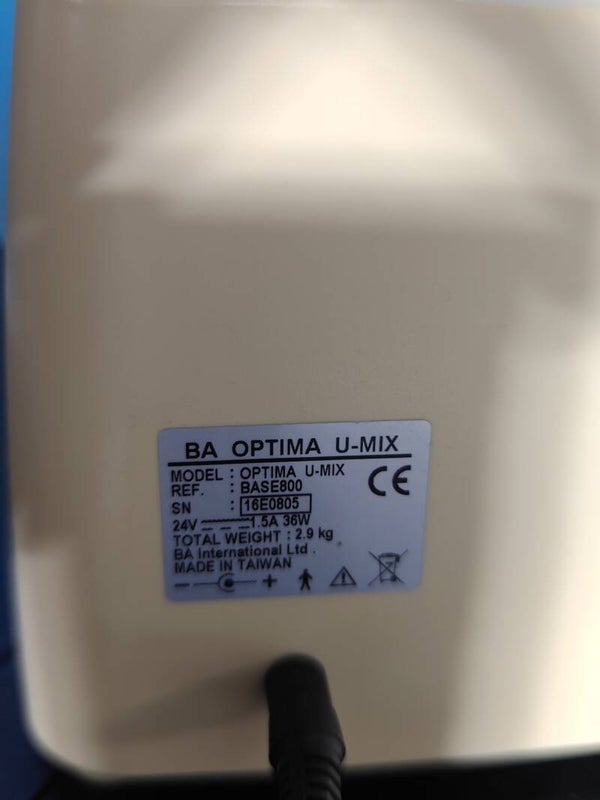 BA OPTIMA U-MIX
MODEL : OPTIMA U-MIX
REF. : BASE800
SN : 16E0805
24V 1.5A 36W
TOTAL WEIGHT : 2.9 kg
BA International Ltd .
MADE IN TAIWAN
CE
− +